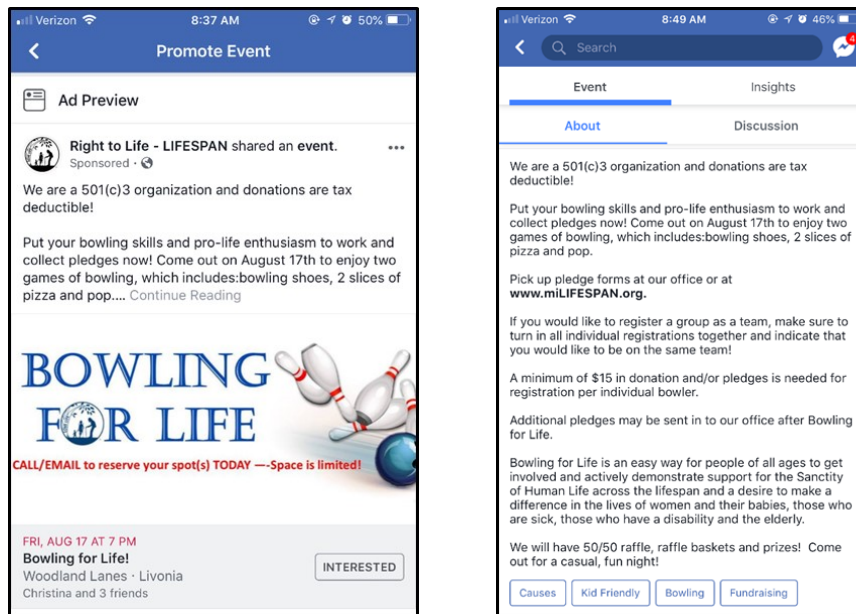 Verizon 8:37 AM 50%
Promote Event
Ad Preview
Right to Life - LIFESPAN shared an event.
Sponsored ·
We are a 501(c)3 organization and donations are tax
deductible!
Put your bowling skills and pro-life enthusiasm to work and
collect pledges now! Come out on August 17th to enjoy two
games of bowling, which includes:bowling shoes, 2 slices of
pizza and pop.... Continue Reading
BOWLING
FOR LIFE
CALL/EMAIL to reserve your spot(s) TODAY —-Space is limited!
FRI, AUG 17 AT 7 PM
Bowling for Life!
Woodland Lanes · Livonia
Christina and 3 friends
INTERESTED
Verizon 8:49 AM 46%
Search
4
Event Insights
About Discussion
We are a 501(c)3 organization and donations are tax
deductible!
Put your bowling skills and pro-life enthusiasm to work and
collect pledges now! Come out on August 17th to enjoy two
games of bowling, which includes:bowling shoes, 2 slices of
pizza and pop.
Pick up pledge forms at our office or at
www.miLIFESPAN.org.
If you would like to register a group as a team, make sure to
turn in all individual registrations together and indicate that
you would like to be on the same team!
A minimum of $15 in donation and/or pledges is needed for
registration per individual bowler.
Additional pledges may be sent in to our office after Bowling
for Life.
Bowling for Life is an easy way for people of all ages to get
involved and actively demonstrate support for the Sanctity
of Human Life across the lifespan and a desire to make a
difference in the lives of women and their babies, those who
are sick, those who have a disability and the elderly.
We will have 50/50 raffle, raffle baskets and prizes! Come
out for a casual, fun night!
Causes Kid Friendly Bowling Fundraising